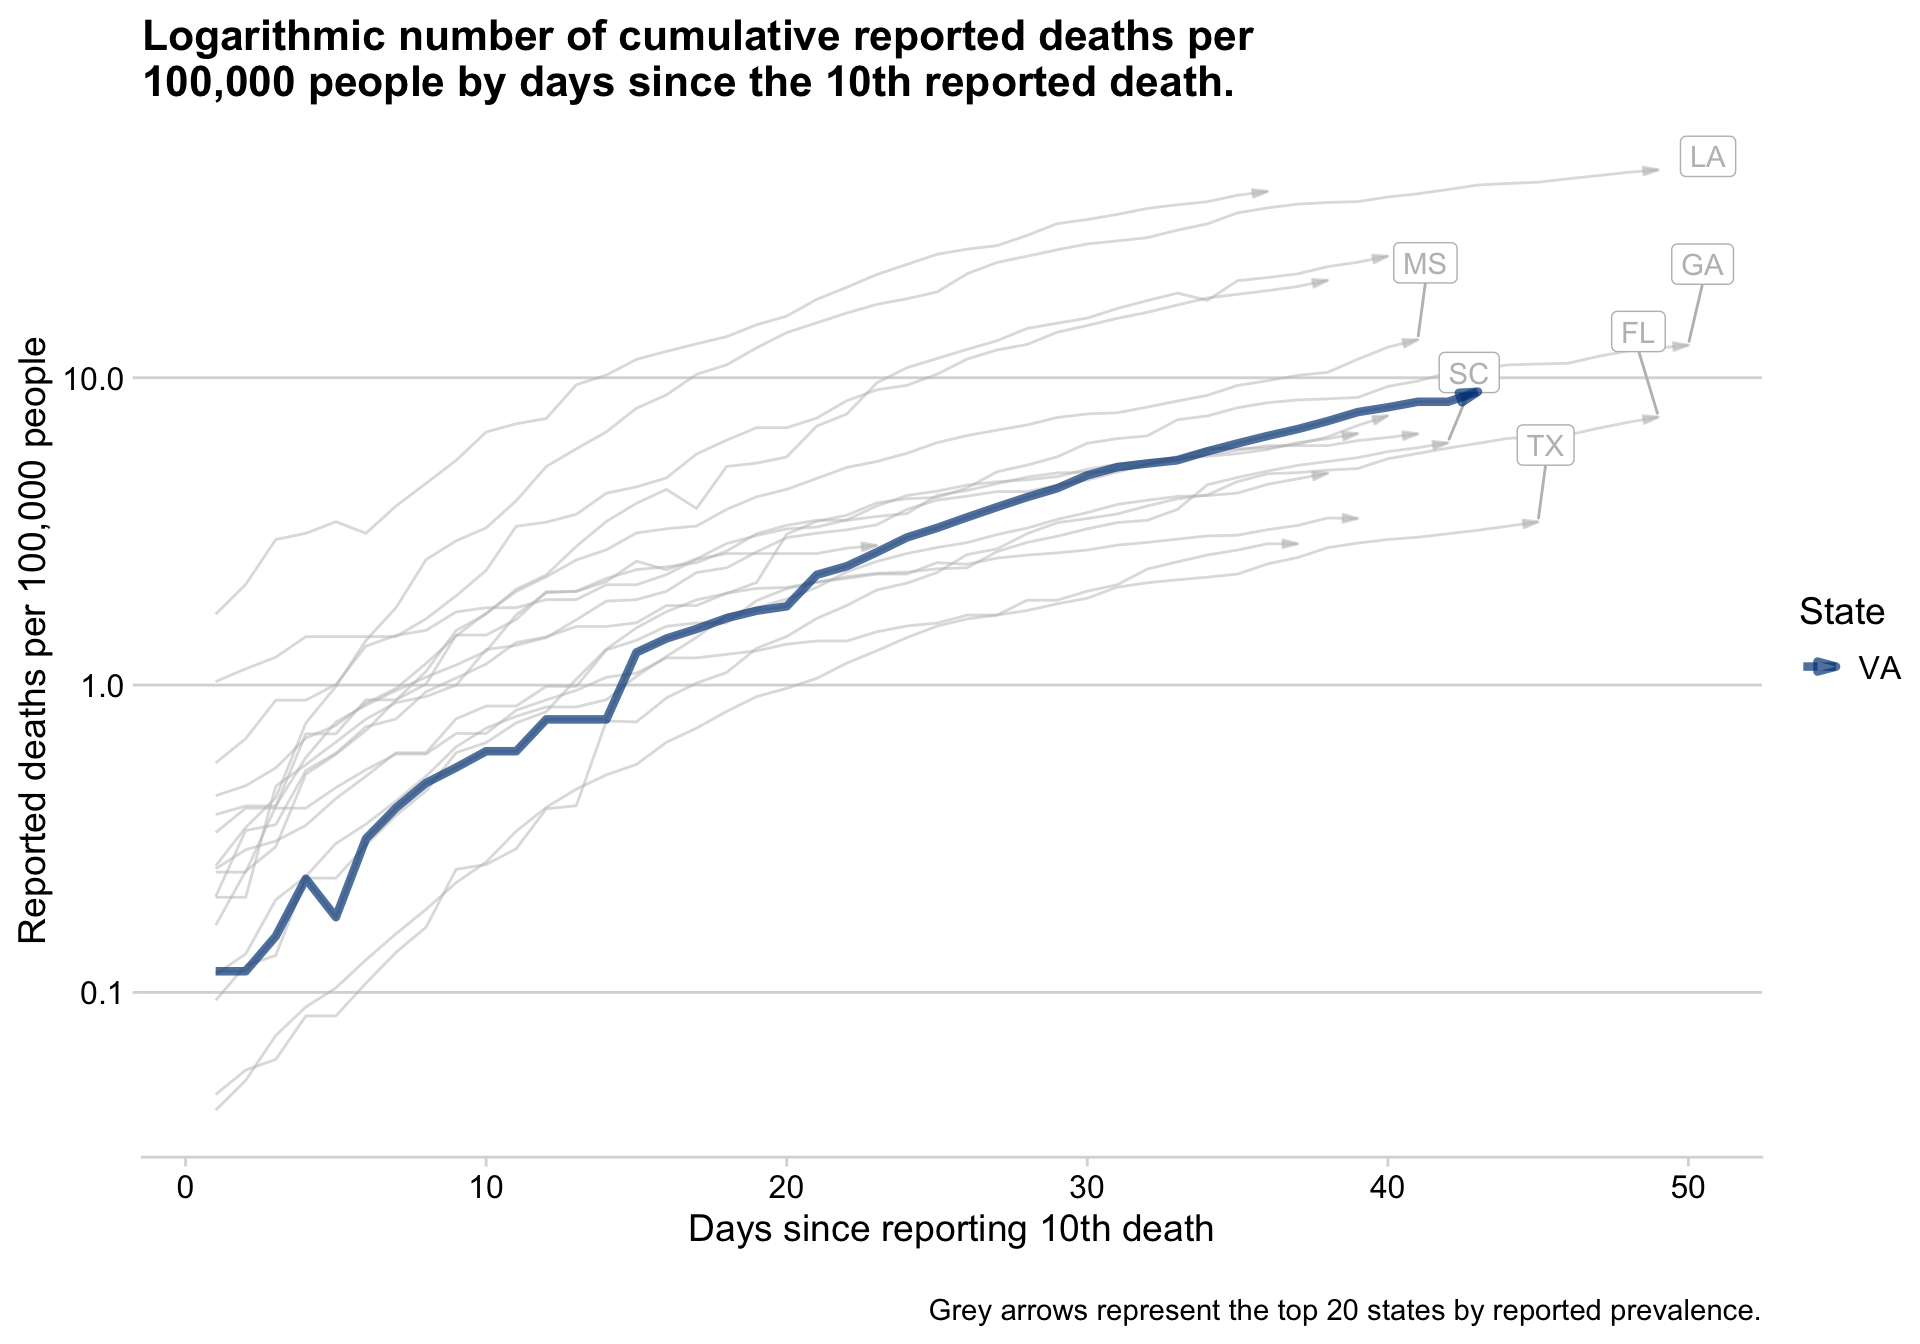 Logarithmic number of cumulative reported deaths per
100,000 people by days since the 10th reported death.
LA
MS
GA
FL
SC
TX
10.0
1.0
0.1
Reported deaths per 100,000 people
State
VA
0
10
20
30
40
50
Days since reporting 10th death
Grey arrows represent the top 20 states by reported prevalence.